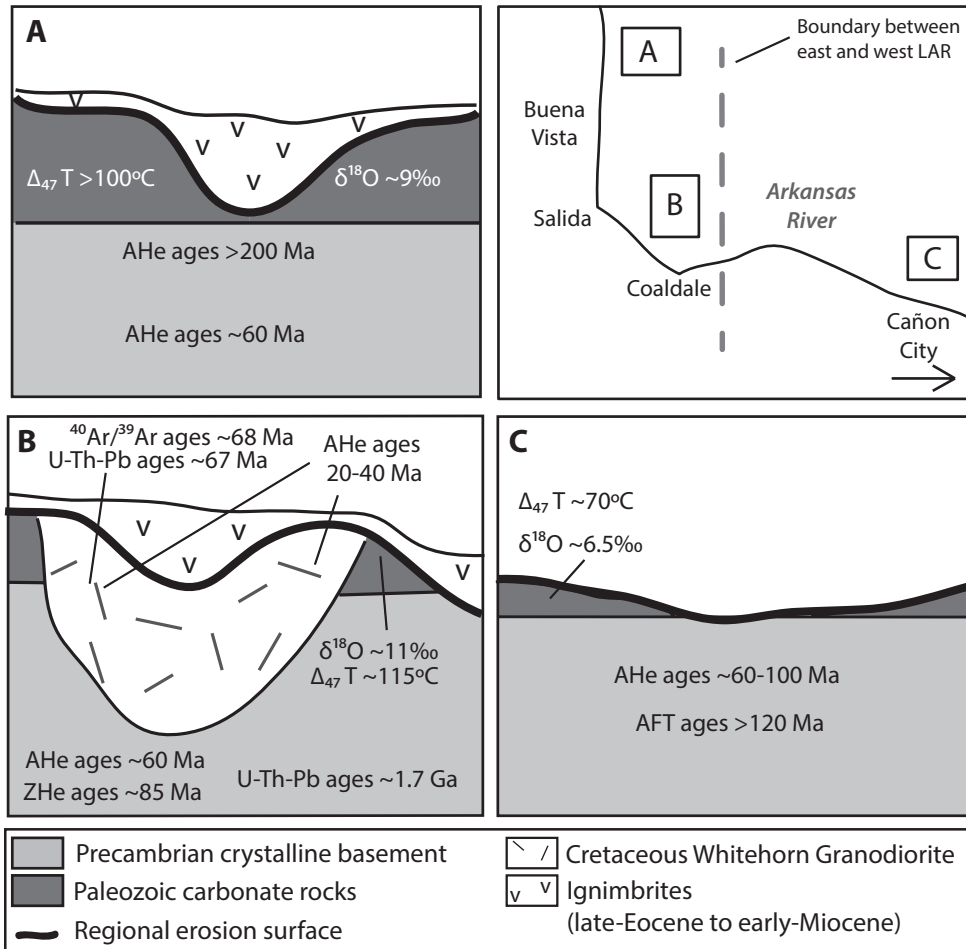 A
V V V V V V
Δ47 T >100ºC
δ18O ~9‰
AHe ages >200 Ma
AHe ages ~60 Ma
Boundary between
east and west LAR
A
Buena
Vista
B
Salida
Arkansas
River
Coaldale
C
Cañon
City
B
40Ar/39Ar ages ~68 Ma
U-Th-Pb ages ~67 Ma
AHe ages
20-40 Ma
V V V V
δ18O ~11‰
Δ47 T ~115ºC
AHe ages ~60 Ma
ZHe ages ~85 Ma
U-Th-Pb ages ~1.7 Ga
C
Δ47 T ~70ºC
δ18O ~6.5‰
AHe ages ~60-100 Ma
AFT ages >120 Ma
Precambrian crystalline basement
Paleozoic carbonate rocks
Regional erosion surface
Cretaceous Whitehorn Granodiorite
V V
Ignimbrites
(late-Eocene to early-Miocene)